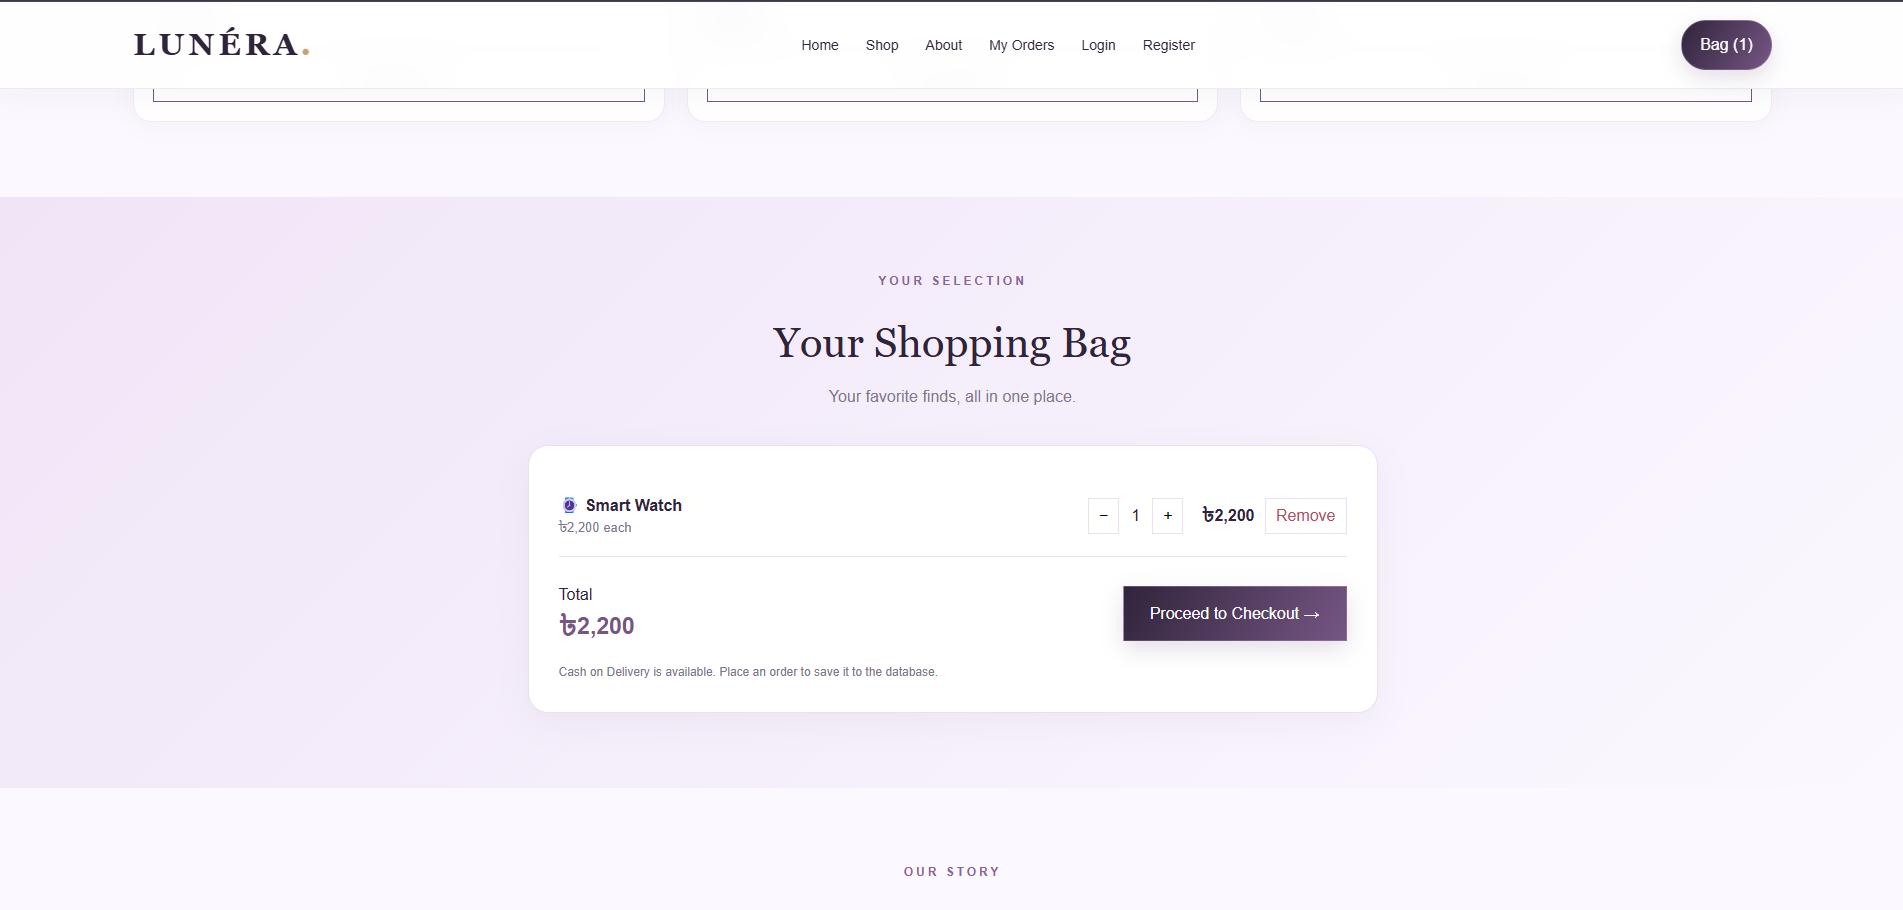 LUNÉRA.
Home Shop About My Orders Login Register
Bag (1)
YOUR SELECTION
Your Shopping Bag
Your favorite finds, all in one place.
Smart Watch
৳2,200 each
− 1 + ৳2,200 Remove
Total
৳2,200
Proceed to Checkout →
Cash on Delivery is available. Place an order to save it to the database.
OUR STORY